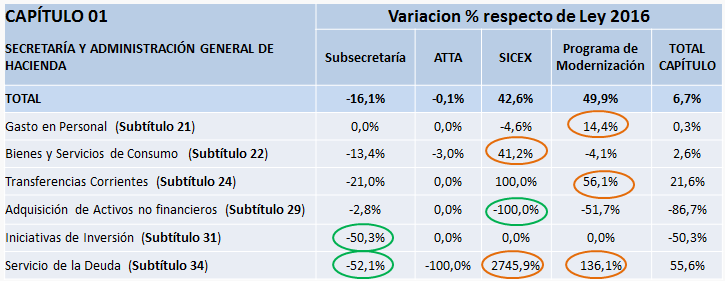 CAPÍTULO 01 Variacion % respecto de Ley 2016
SECRETARÍA Y ADMINISTRACIÓN GENERAL DE HACIENDA Subsecretaría ATTA SICEX Programa de Modernización TOTAL CAPÍTULO
TOTAL -16,1% -0,1% 42,6% 49,9% 6,7%
Gasto en Personal (Subtítulo 21) 0,0% 0,0% -4,6% 14,4% 0,3%
Bienes y Servicios de Consumo (Subtítulo 22) -13,4% -3,0% 41,2% -4,1% 2,6%
Transferencias Corrientes (Subtítulo 24) -21,0% 0,0% 100,0% 56,1% 21,6%
Adquisición de Activos no financieros (Subtítulo 29) -2,8% 0,0% -100,0% -51,7% -86,7%
Iniciativas de Inversión (Subtítulo 31) -50,3% 0,0% 0,0% 0,0% -50,3%
Servicio de la Deuda (Subtítulo 34) -52,1% -100,0% 2745,9% 136,1% 55,6%